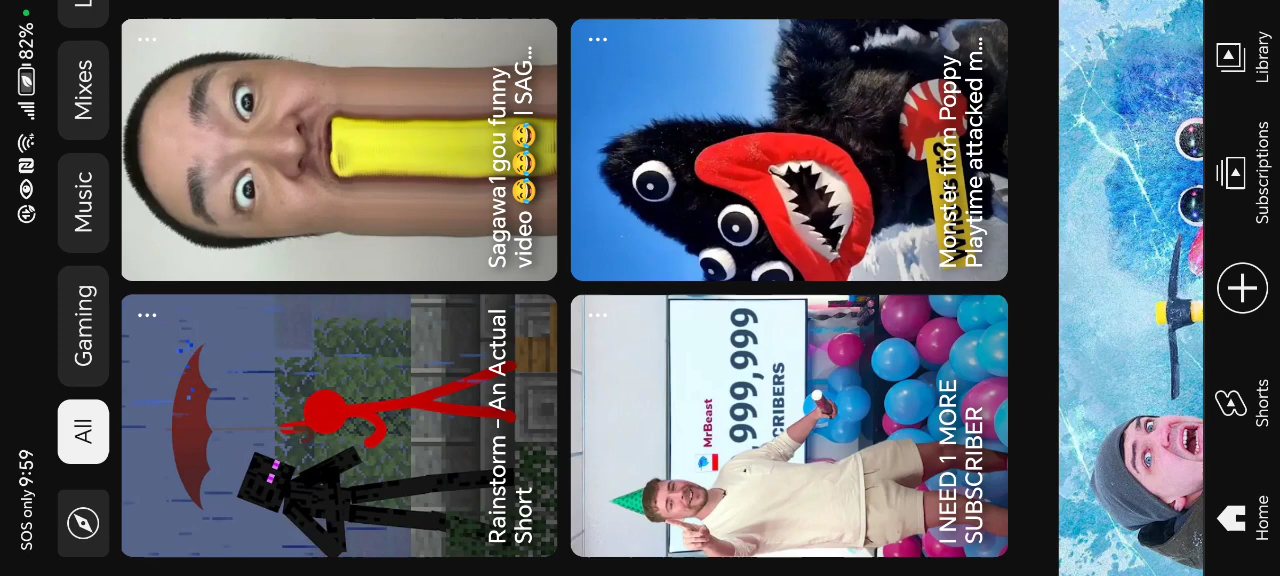 SOS only 9:59
82%
All
Gaming
Music
Mixes
Rainstorm – An Actual
Short
Sagawa1gou funny
video 😂😂😂😂 | SAG...
MrBeast
999,999
SCRIBERS
I NEED 1 MORE
SUBSCRIBER
Monster from Poppy
Playtime attacked m...
Home
Shorts
Subscriptions
Library